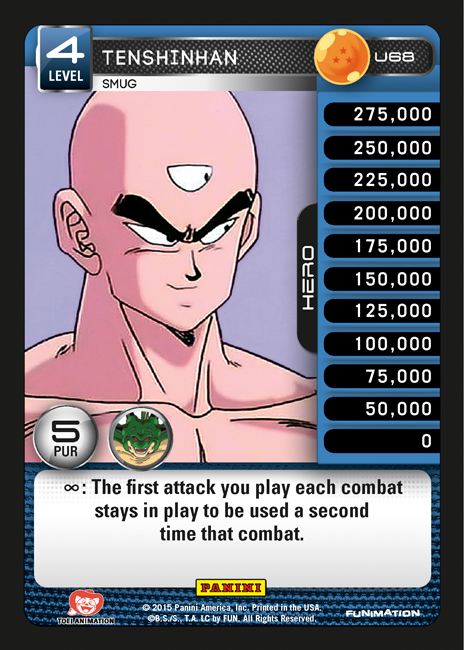 4
LEVEL
TENSHINHAN
U68
SMUG
275,000
250,000
225,000
200,000
175,000
150,000
125,000
100,000
75,000
50,000
0
HERO
5
PUR
∞: The first attack you play each combat
stays in play to be used a second
time that combat.
PANINI
TOEI ANIMATION
© 2015 Panini America, Inc. Printed in the USA.
©B.S./S., T.A. LC by FUN. All Rights Reserved.
FUNIMATION